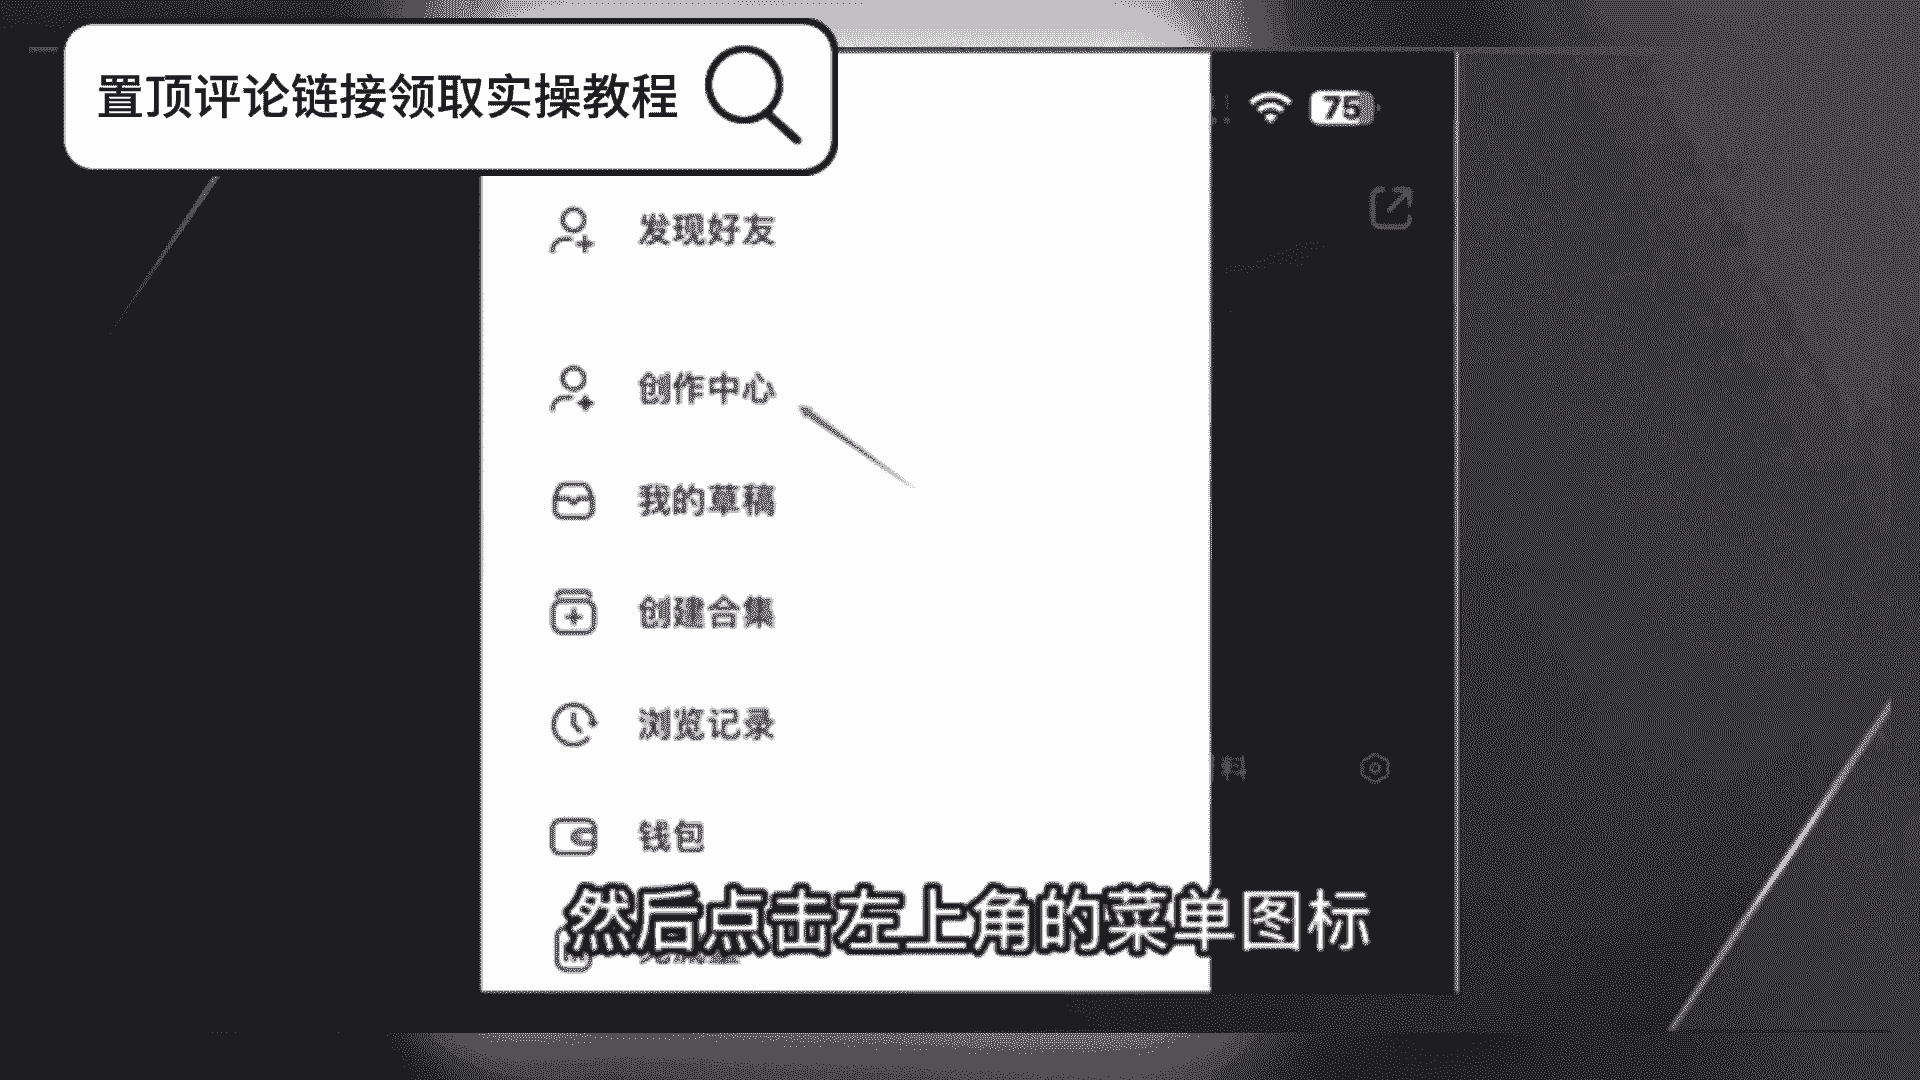 置顶评论链接领取实操教程
75
发现好友
创作中心
我的草稿
创建合集
浏览记录
料
钱包
然后点击左上角的菜单图标